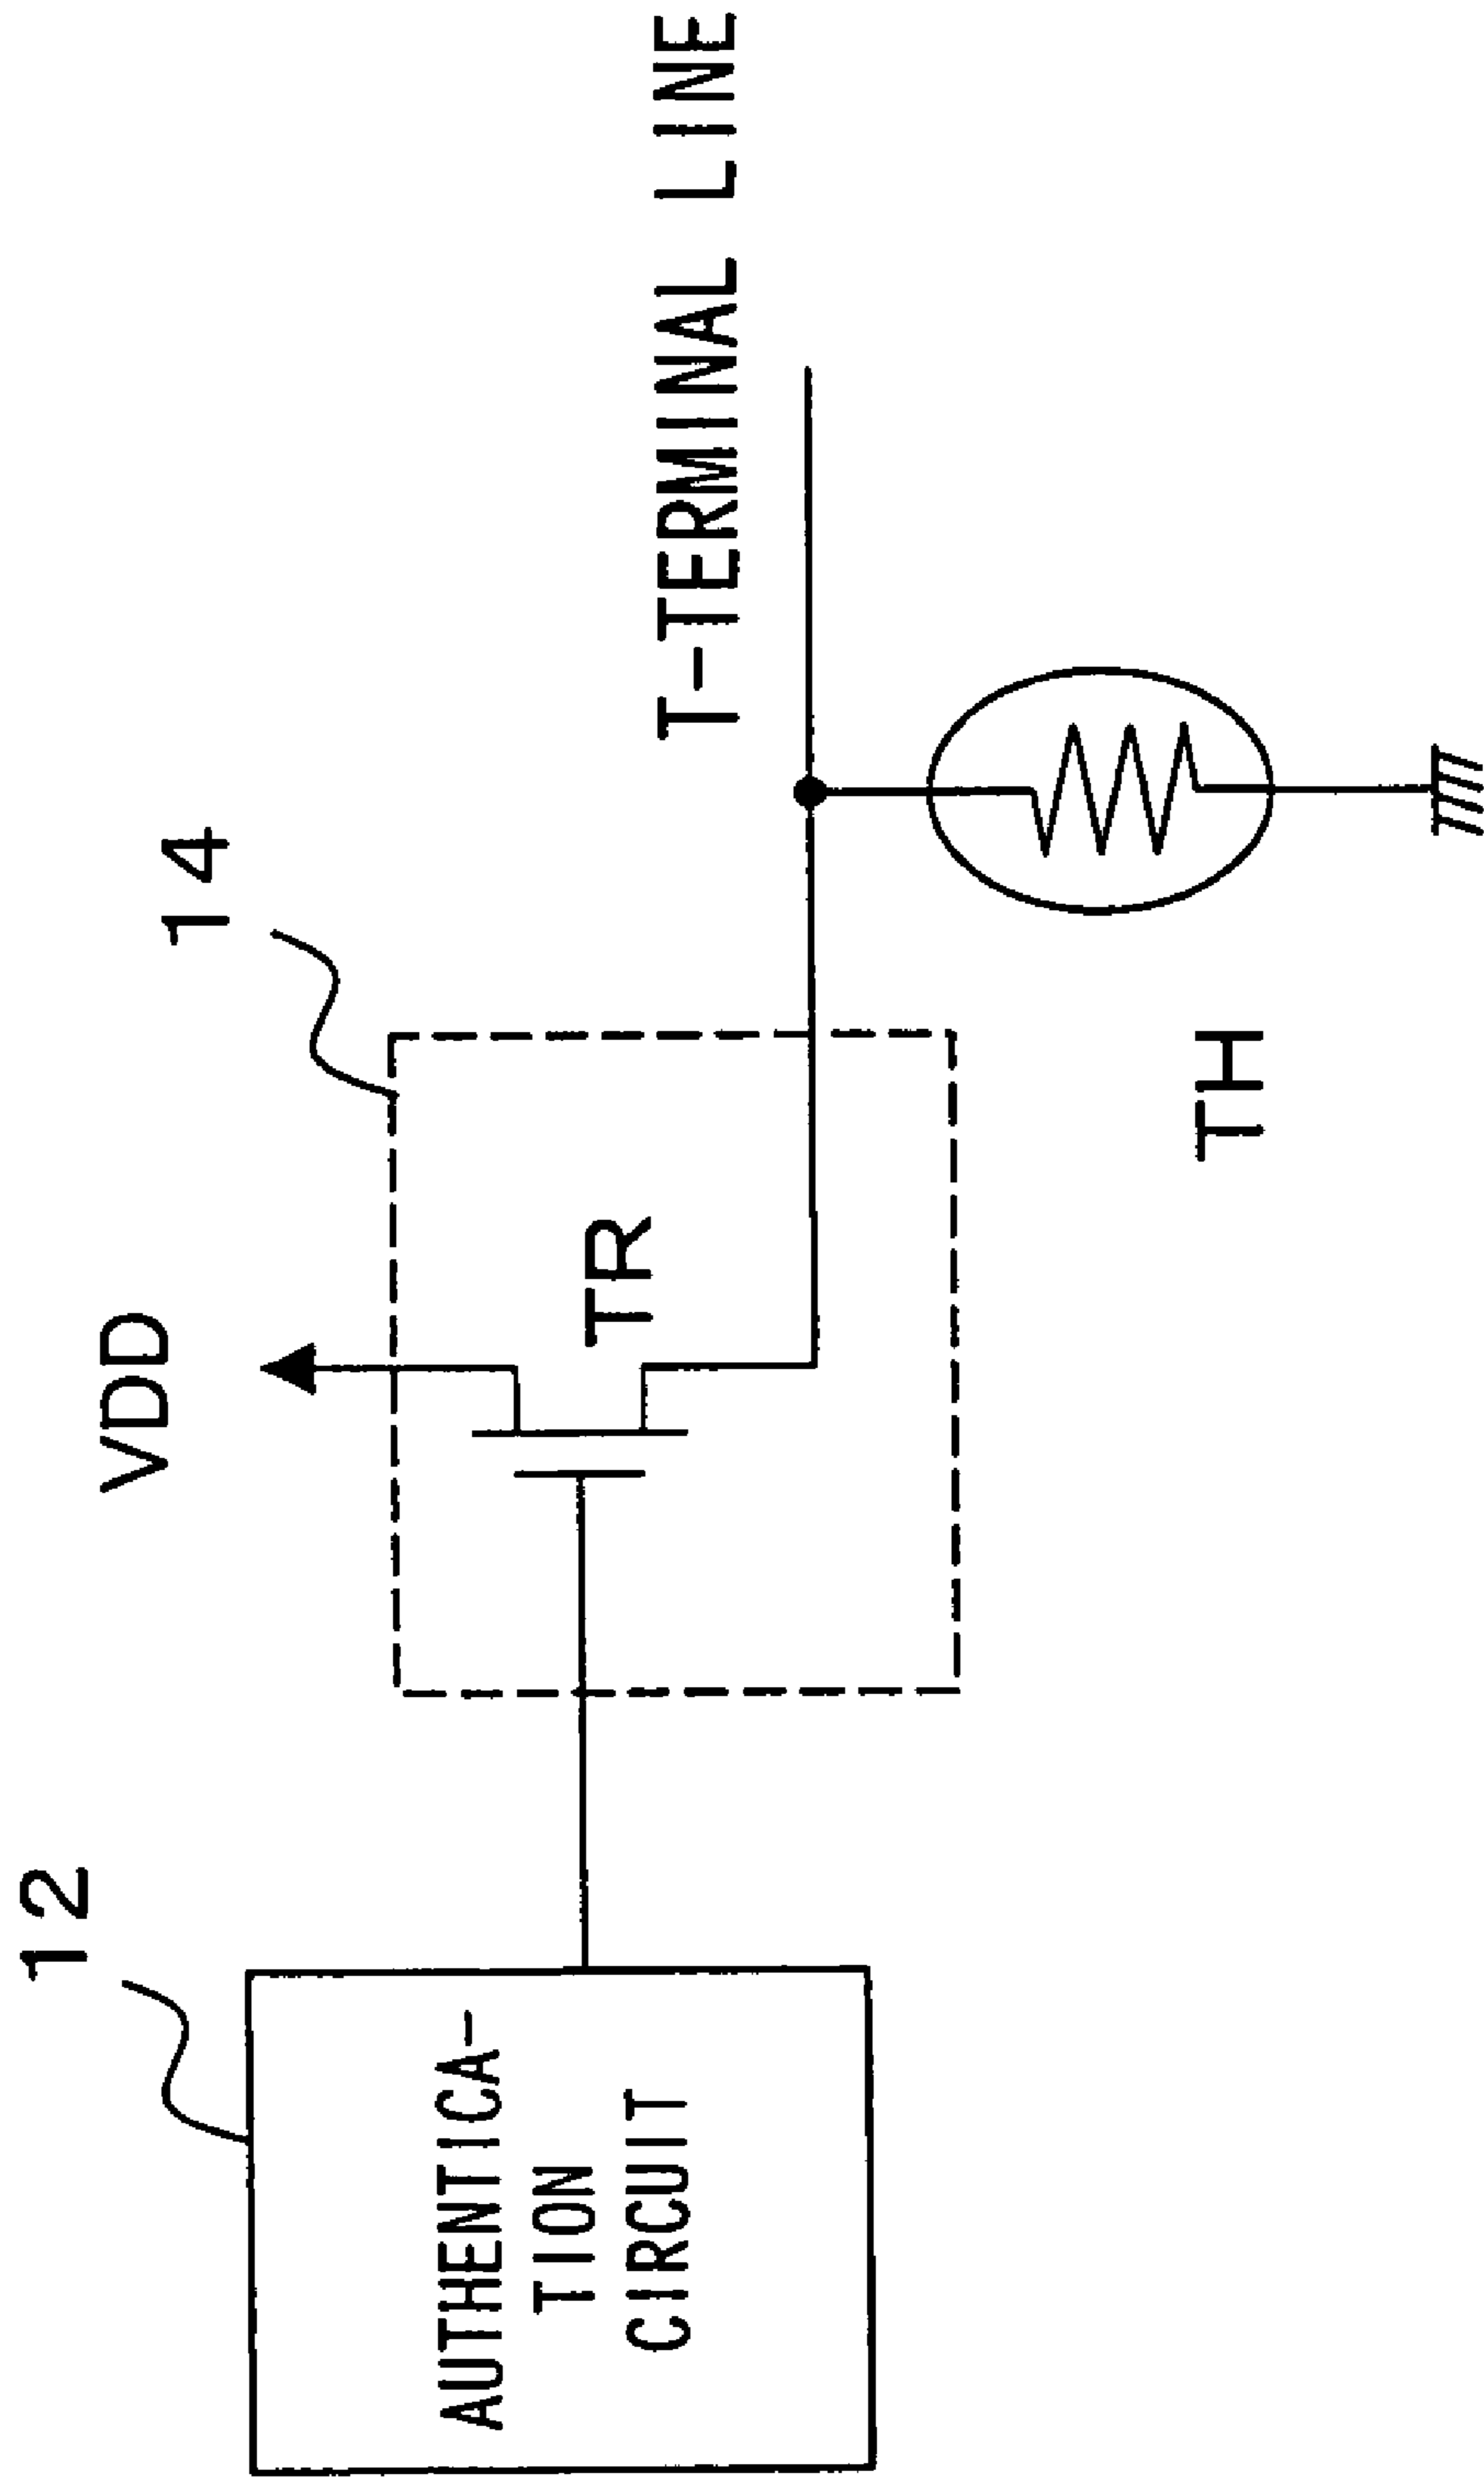 12
AUTHENTICA-
TION
CIRCUIT
VDD
14
TR
T-TERMINAL LINE
TH